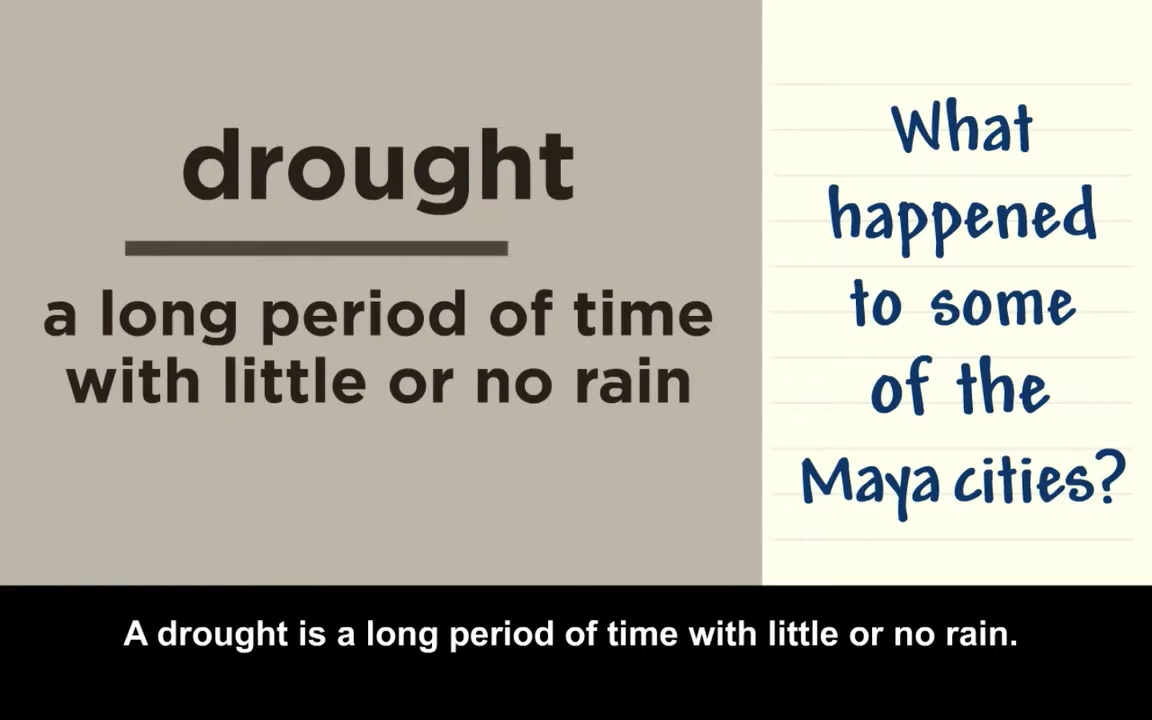 drought
a long period of time
with little or no rain
What
happened
to some
of the
Maya cities?
A drought is a long period of time with little or no rain.